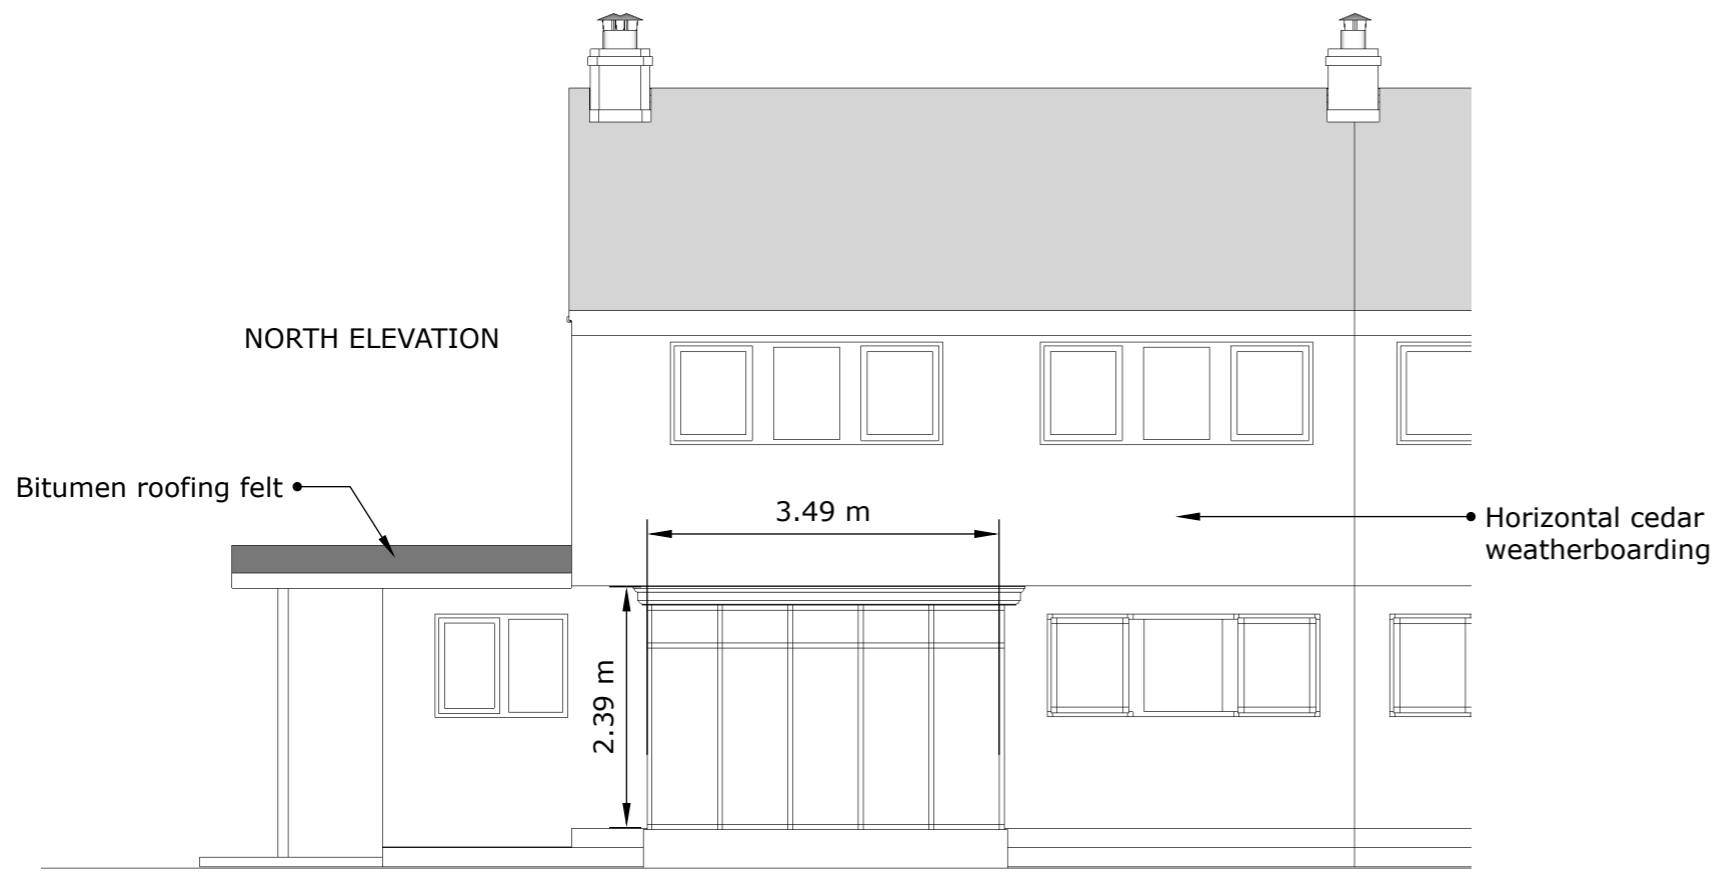 NORTH ELEVATION
Bitumen roofing felt
3.49 m
Horizontal cedar
weatherboarding
2.39 m